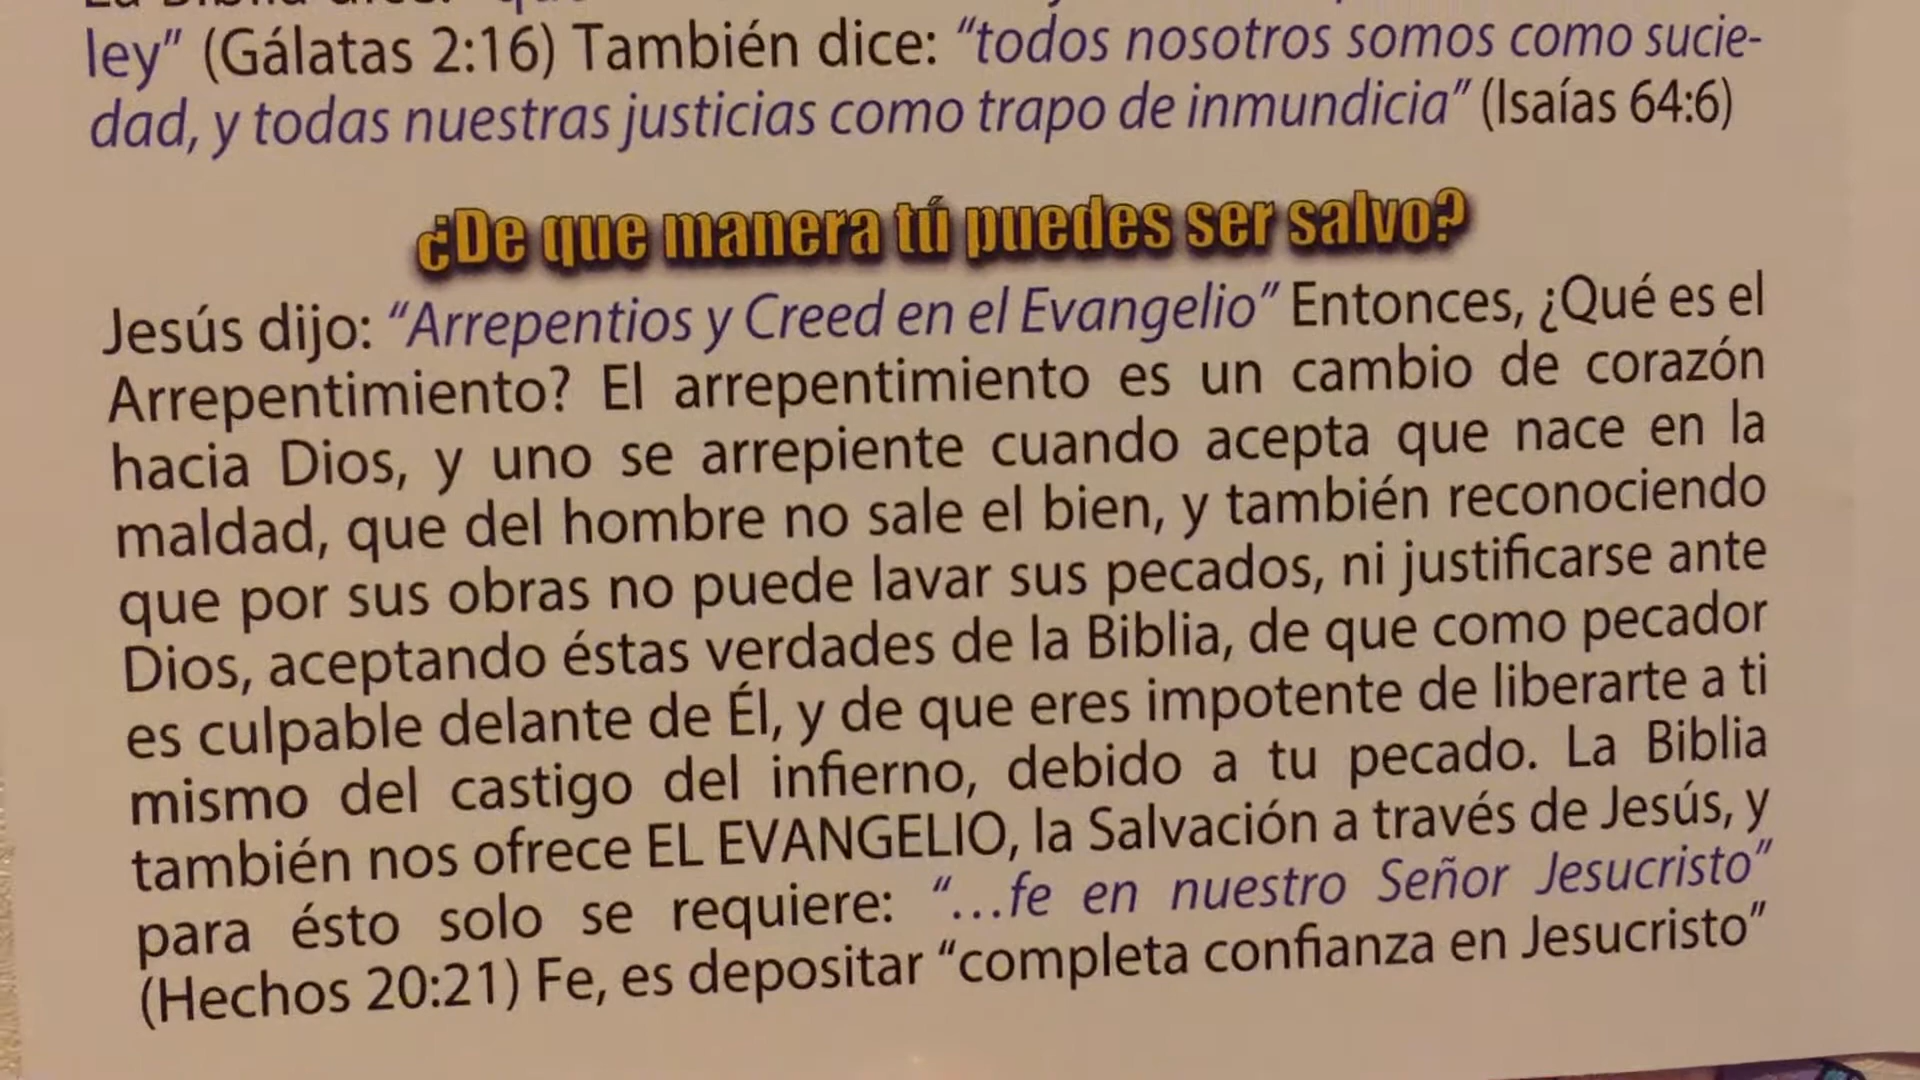 ley” (Gálatas 2:16) También dice: “todos nosotros somos como sucie-
dad, y todas nuestras justicias como trapo de inmundicia” (Isaías 64:6)
¿De que manera tú puedes ser salvo?
Jesús dijo: “Arrepentios y Creed en el Evangelio” Entonces, ¿Qué es el
Arrepentimiento? El arrepentimiento es un cambio de corazón
hacia Dios, y uno se arrepiente cuando acepta que nace en la
maldad, que del hombre no sale el bien, y también reconociendo
que por sus obras no puede lavar sus pecados, ni justificarse ante
Dios, aceptando éstas verdades de la Biblia, de que como pecador
es culpable delante de Él, y de que eres impotente de liberarte a ti
mismo del castigo del infierno, debido a tu pecado. La Biblia
también nos ofrece EL EVANGELIO, la Salvación a través de Jesús, y
para ésto solo se requiere: “...fe en nuestro Señor Jesucristo”
(Hechos 20:21) Fe, es depositar “completa confianza en Jesucristo”